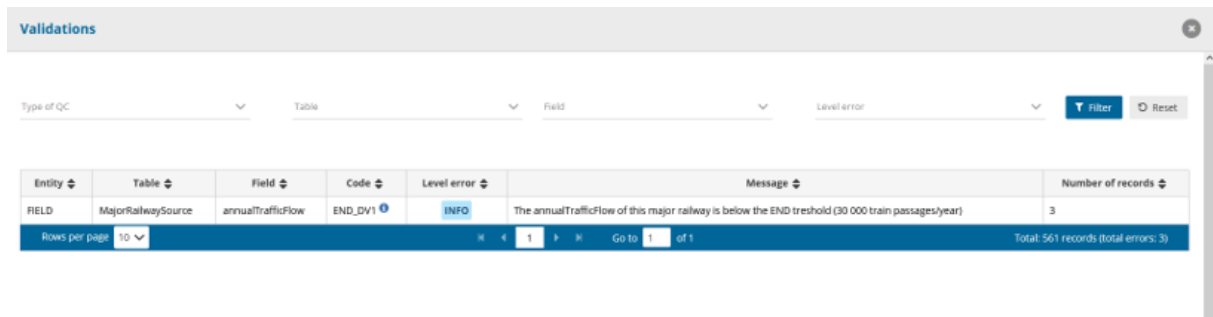 Validations
Type of QC Table Field Level error Filter Reset
Entity Table Field Code Level error Message Number of records
FIELD MajorRailwaySource annualTrafficFlow END_DV1 INFO The annualTrafficFlow of this major railway is below the END treshold (30 000 train passages/year) 3
Rows per page 10 1 Go to 1 of 1 Total: 561 records (total errors: 3)